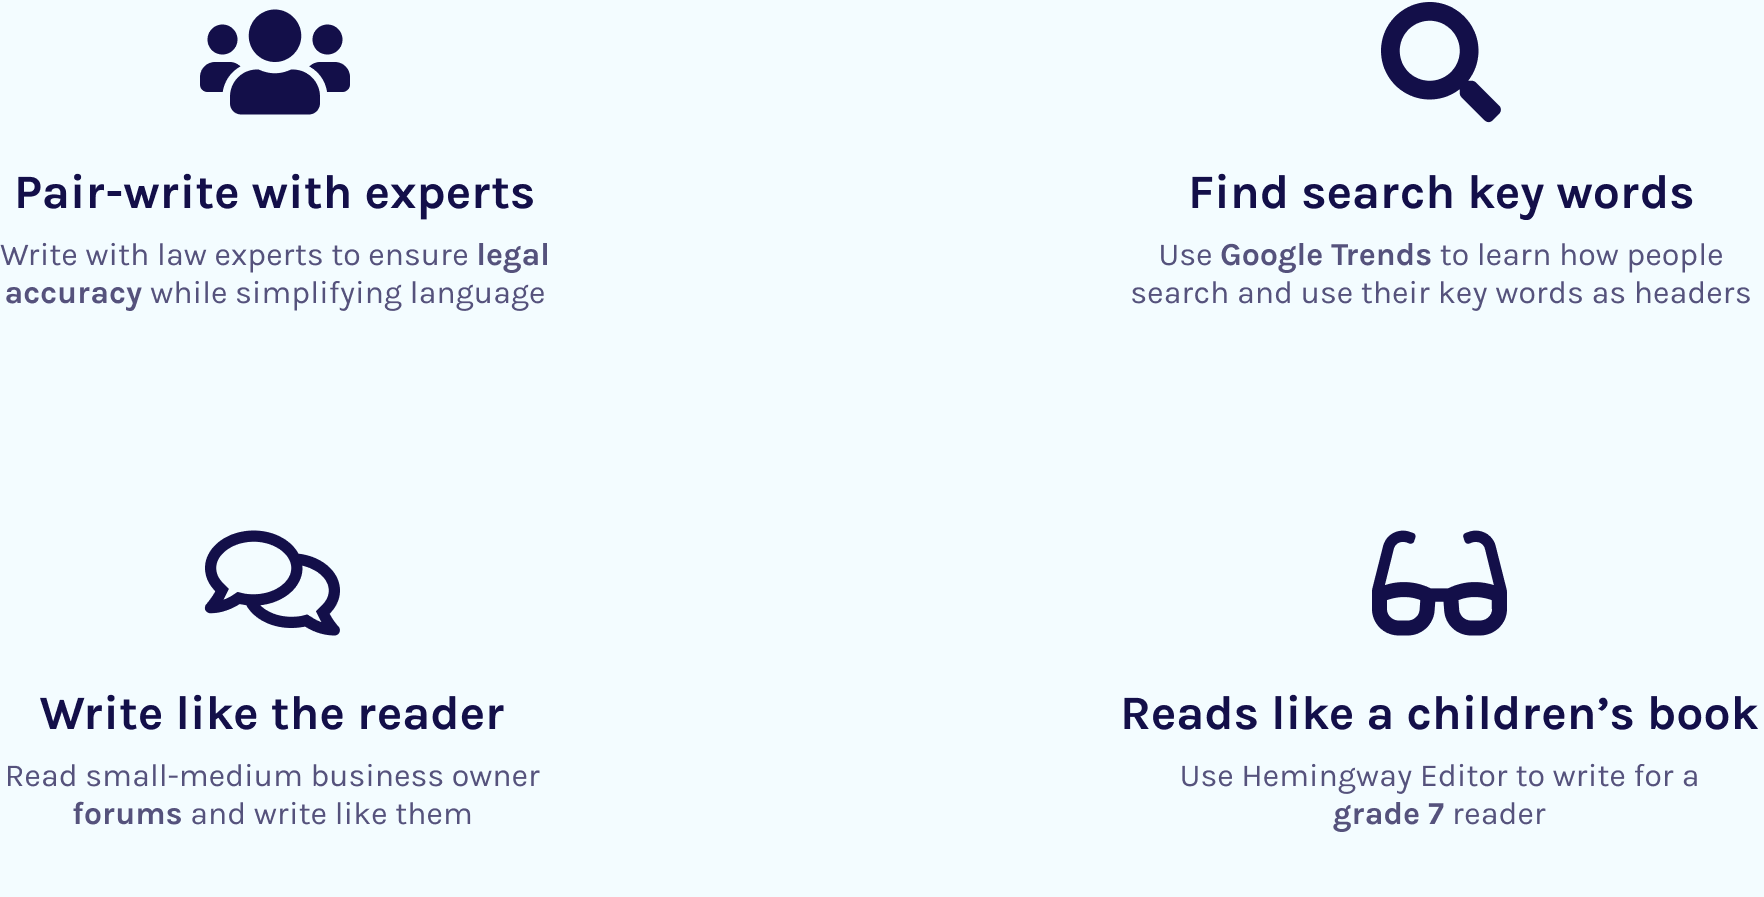 Pair-write with experts
Write with law experts to ensure legal
accuracy while simplifying language
Find search key words
Use Google Trends to learn how people
search and use their key words as headers
Write like the reader
Read small-medium business owner
forums and write like them
Reads like a children’s book
Use Hemingway Editor to write for a
grade 7 reader